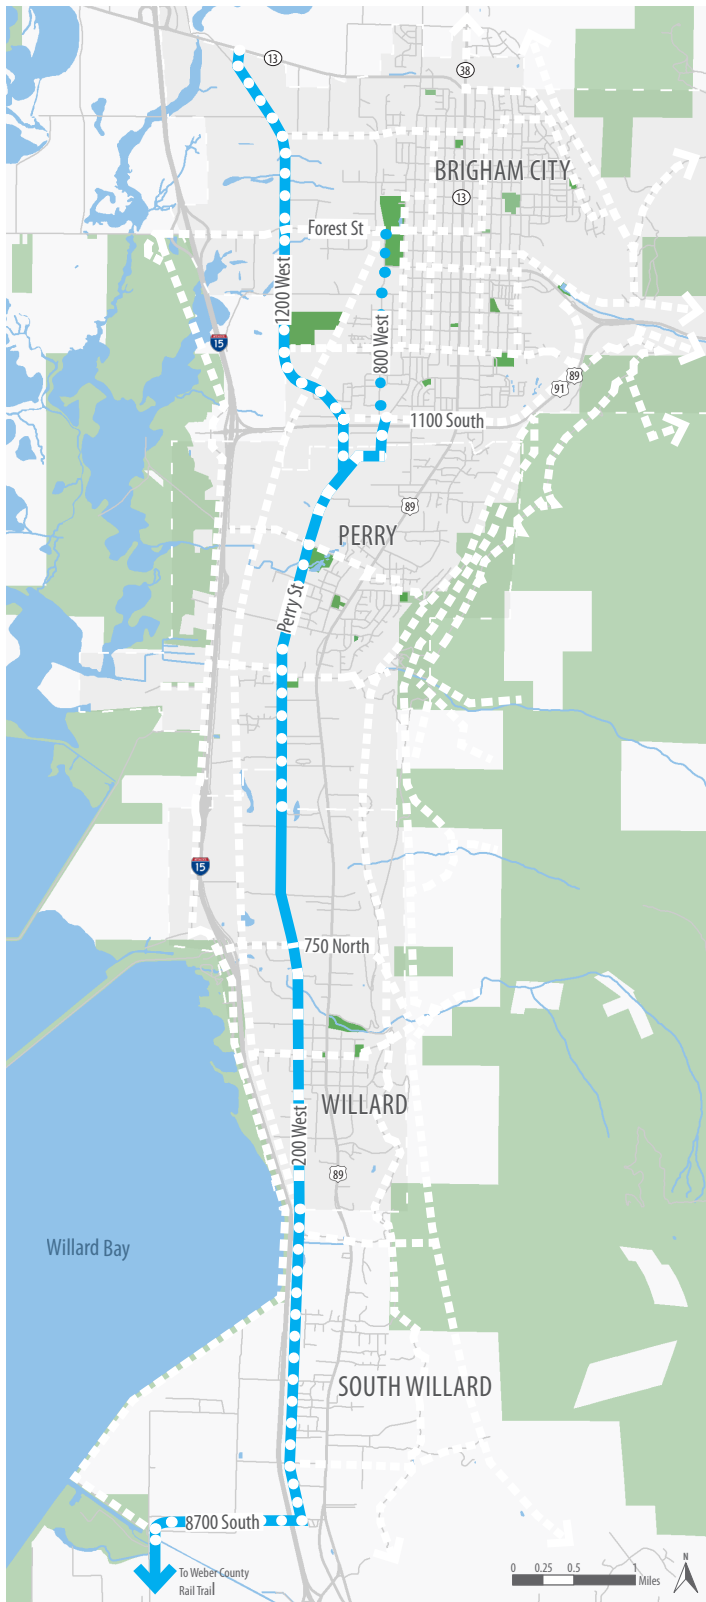 13
38
BRIGHAM CITY
13
Forest St
1200 West
15
800 West
89
91
1100 South
89
PERRY
Perry St
15
750 North
WILLARD
200 West
89
Willard Bay
SOUTH WILLARD
8700 South
To Weber County
Rail Trail
0 0.25 0.5 1
Miles
N